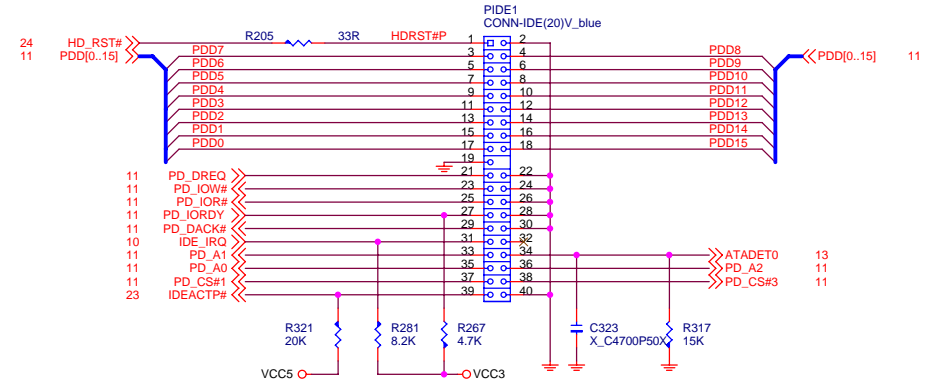 PIDE1
CONN-IDE(20)V_blue
24 HD_RST# R205 33R HDRST#P 1 2
11 PDD[0..15] PDD7 3 4 PDD8 PDD[0..15] 11
PDD6 5 6 PDD9
PDD5 7 8 PDD10
PDD4 9 10 PDD11
PDD3 11 12 PDD12
PDD2 13 14 PDD13
PDD1 15 16 PDD14
PDD0 17 18 PDD15
19
11 PD_DREQ 21 22
11 PD_IOW# 23 24
11 PD_IOR# 25 26
11 PD_IORDY 27 28
11 PD_DACK# 29 30
10 IDE_IRQ 31 32
11 PD_A1 33 34 ATADET0 13
11 PD_A0 35 36 PD_A2 11
11 PD_CS#1 37 38 PD_CS#3 11
23 IDEACTP# 39 40
R321 R281 R267 C323 R317
20K 8.2K 4.7K X_C4700P50X 15K
VCC5 VCC3